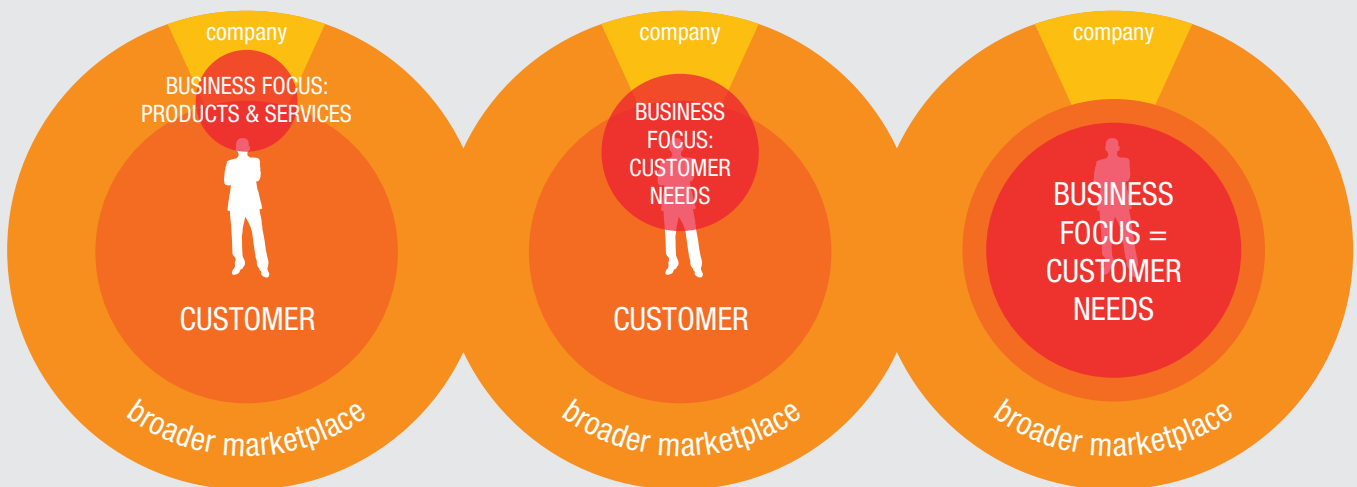 company
BUSINESS FOCUS:
PRODUCTS & SERVICES
CUSTOMER
broader marketplace
company
BUSINESS
FOCUS:
CUSTOMER
NEEDS
CUSTOMER
broader marketplace
company
BUSINESS
FOCUS =
CUSTOMER
NEEDS
broader marketplace